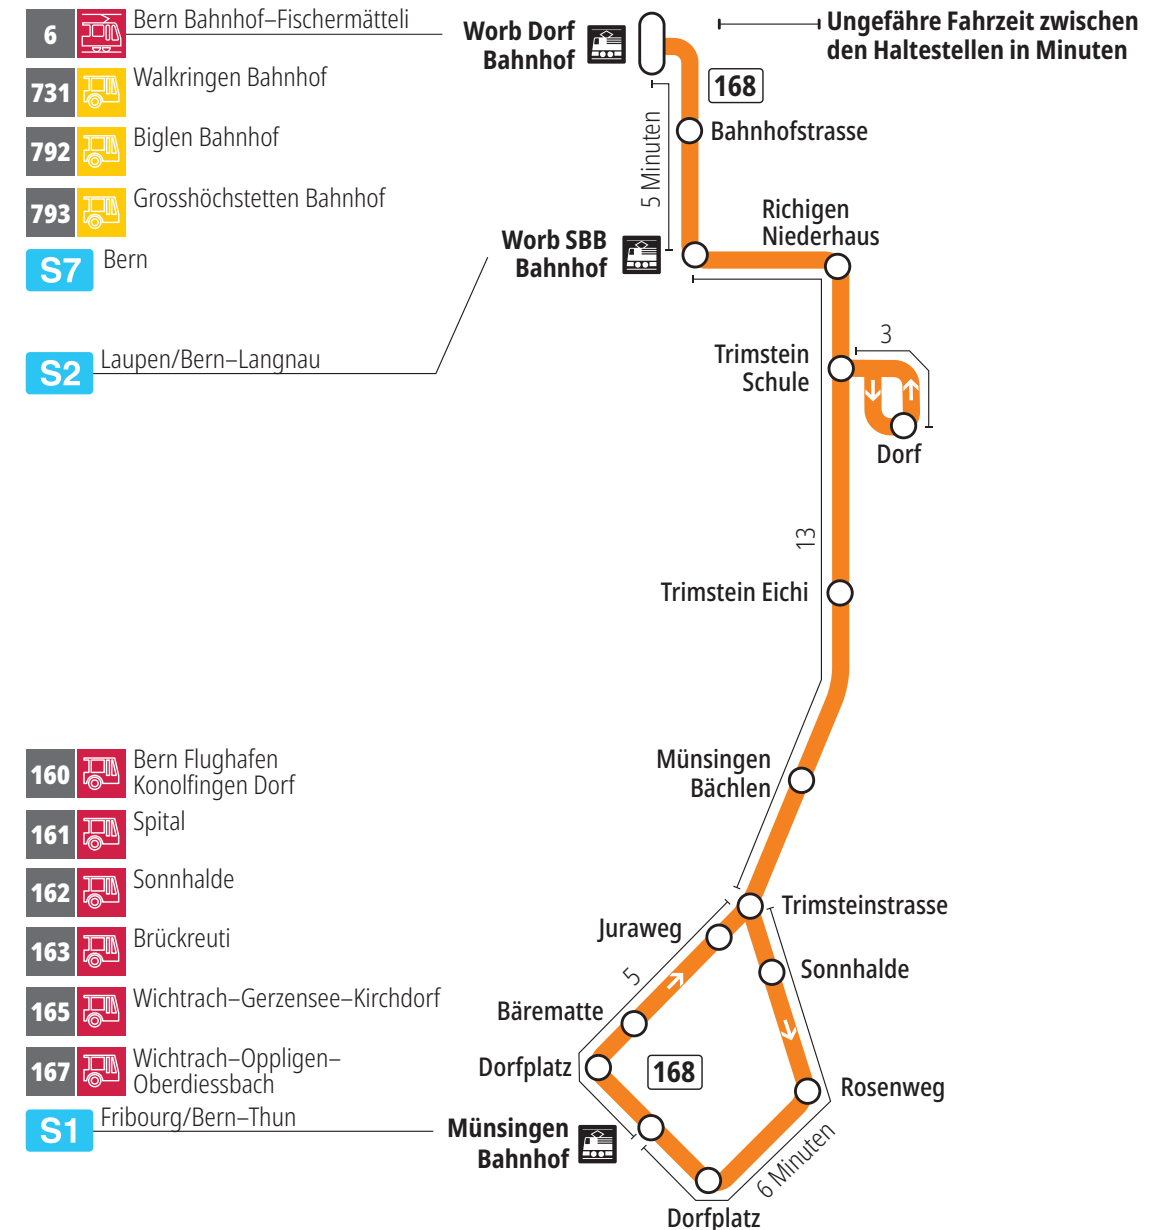 6 Bern Bahnhof–Fischermätteli
731 Walkringen Bahnhof
792 Biglen Bahnhof
793 Grosshöchstetten Bahnhof
S7 Bern
S2 Laupen/Bern–Langnau
160 Bern Flughafen
Konolfingen Dorf
161 Spital
162 Sonnhalde
163 Brückreuti
165 Wichtrach–Gerzensee–Kirchdorf
167 Wichtrach–Oppligen–
Oberdiessbach
S1 Fribourg/Bern–Thun
Ungefähre Fahrzeit zwischen
den Haltestellen in Minuten
Worb Dorf
Bahnhof
168
Bahnhofstrasse
5 Minuten
Worb SBB
Bahnhof
Richigen
Niederhaus
Trimstein
Schule
3
Dorf
13
Trimstein Eichi
Münsingen
Bächlen
Trimsteinstrasse
Juraweg
Sonnhalde
5
Bärematte
Dorfplatz
168
Rosenweg
Münsingen
Bahnhof
6 Minuten
Dorfplatz